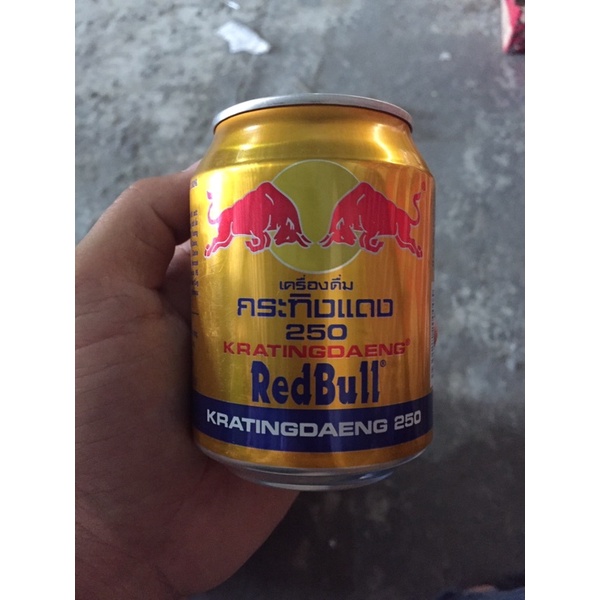 เครื่องดื่ม
กระทิงแดง
250
KRATINGDAENG®
RedBull®
KRATINGDAENG 250